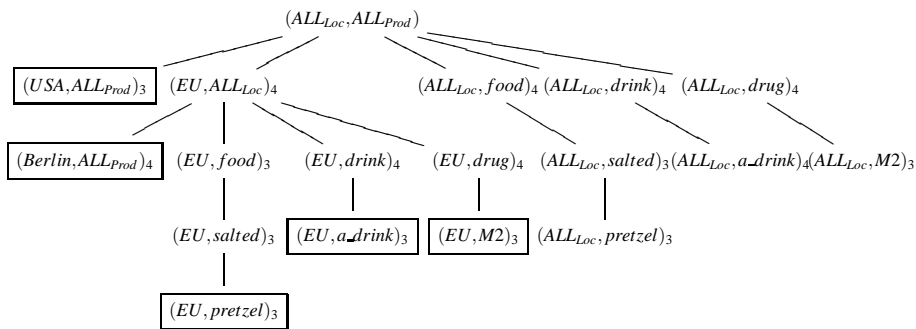 (ALL_Loc, ALL_Prod)
(USA, ALL_Prod)_3 (EU, ALL_Loc)_4 (ALL_Loc, food)_4 (ALL_Loc, drink)_4 (ALL_Loc, drug)_4
(Berlin, ALL_Prod)_4 (EU, food)_3 (EU, drink)_4 (EU, drug)_4 (ALL_Loc, salted)_3 (ALL_Loc, a_drink)_4 (ALL_Loc, M2)_3
(EU, salted)_3 (EU, a_drink)_3 (EU, M2)_3 (ALL_Loc, pretzel)_3
(EU, pretzel)_3